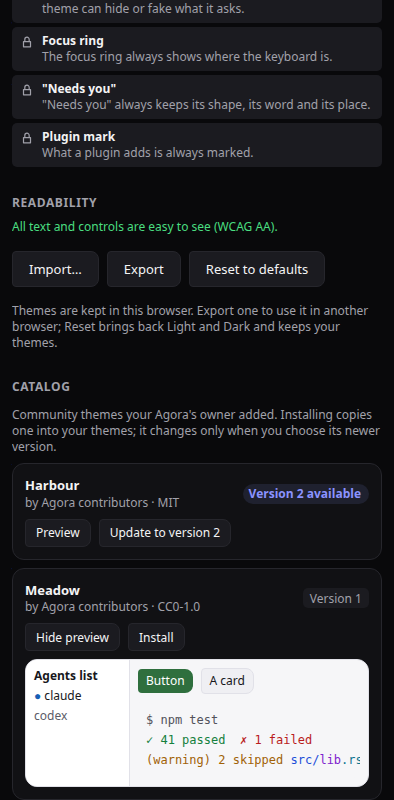 theme can hide or fake what it asks.
Focus ring
The focus ring always shows where the keyboard is.
"Needs you"
"Needs you" always keeps its shape, its word and its place.
Plugin mark
What a plugin adds is always marked.
READABILITY
All text and controls are easy to see (WCAG AA).
Import... Export Reset to defaults
Themes are kept in this browser. Export one to use it in another
browser; Reset brings back Light and Dark and keeps your
themes.
CATALOG
Community themes your Agora's owner added. Installing copies
one into your themes; it changes only when you choose its newer
version.
Harbour
by Agora contributors · MIT
Version 2 available
Preview Update to version 2
Meadow
by Agora contributors · CC0-1.0
Version 1
Hide preview Install
Agents list
● claude
codex
Button A card
$ npm test
✓ 41 passed ✗ 1 failed
(warning) 2 skipped src/lib.rs